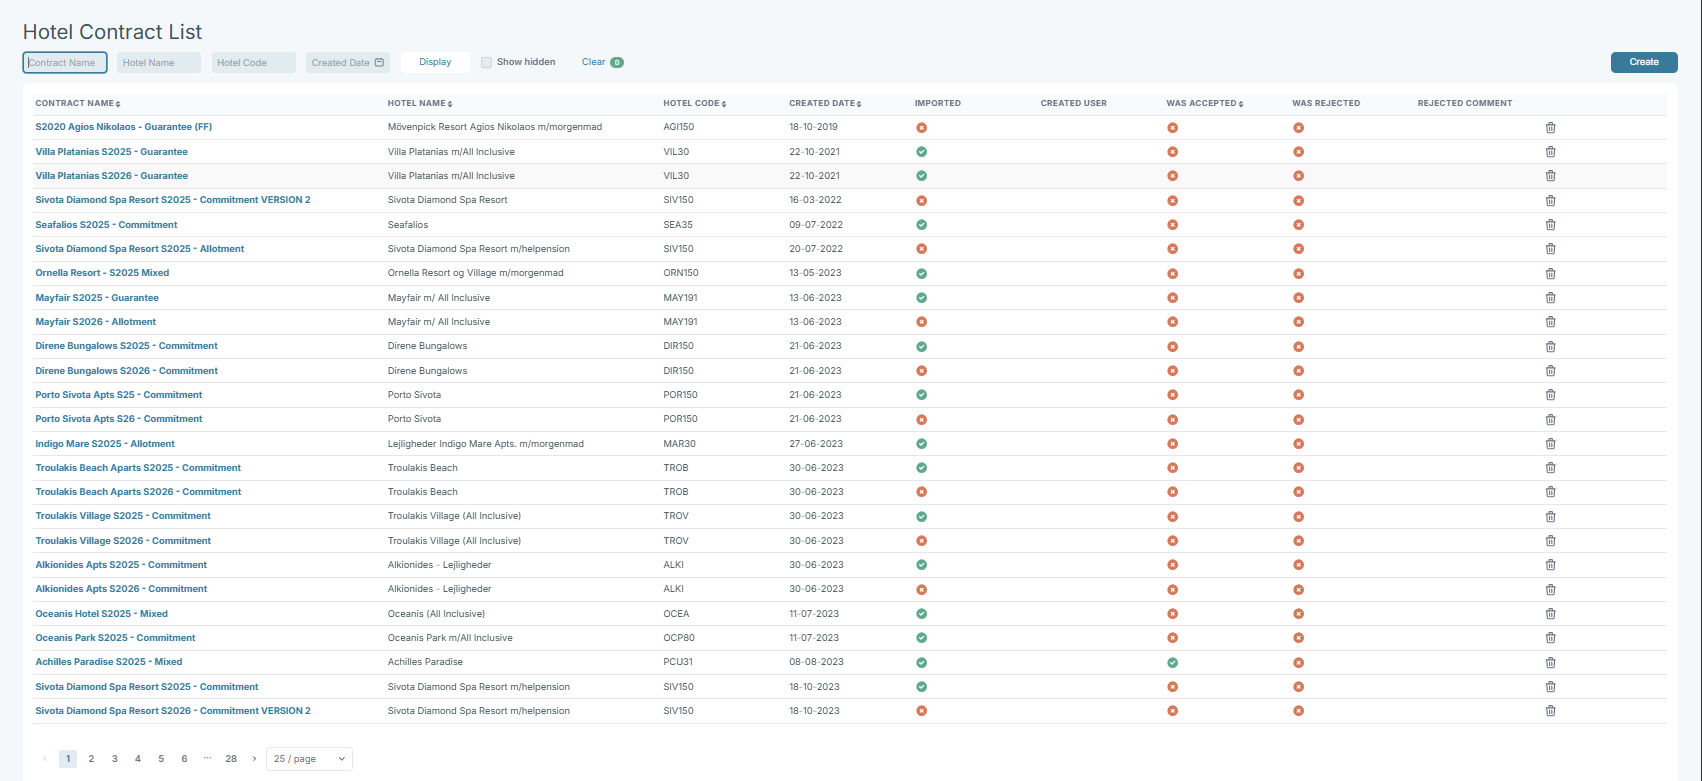 Hotel Contract List
Contract Name Hotel Name Hotel Code Created Date Display Show hidden Clear 0 Create
CONTRACT NAME HOTEL NAME HOTEL CODE CREATED DATE IMPORTED CREATED USER WAS ACCEPTED WAS REJECTED REJECTED COMMENT
S2020 Agios Nikolaos - Guarantee (FF) Mövenpick Resort Agios Nikolaos m/morgenmad AGI150 18-10-2019
Villa Platanias S2025 - Guarantee Villa Platanias m/All Inclusive VIL30 22-10-2021
Villa Platanias S2026 - Guarantee Villa Platanias m/All Inclusive VIL30 22-10-2021
Sivota Diamond Spa Resort S2025 - Commitment VERSION 2 Sivota Diamond Spa Resort SIV150 16-03-2022
Seafalios S2025 - Commitment Seafalios SEA35 09-07-2022
Sivota Diamond Spa Resort S2025 - Allotment Sivota Diamond Spa Resort m/helpension SIV150 20-07-2022
Ornella Resort - S2025 Mixed Ornella Resort og Village m/morgenmad ORN150 13-05-2023
Mayfair S2025 - Guarantee Mayfair m/ All Inclusive MAY191 13-06-2023
Mayfair S2026 - Allotment Mayfair m/ All Inclusive MAY191 13-06-2023
Direne Bungalows S2025 - Commitment Direne Bungalows DIR150 21-06-2023
Direne Bungalows S2026 - Commitment Direne Bungalows DIR150 21-06-2023
Porto Sivota Apts S25 - Commitment Porto Sivota POR150 21-06-2023
Porto Sivota Apts S26 - Commitment Porto Sivota POR150 21-06-2023
Indigo Mare S2025 - Allotment Lejligheder Indigo Mare Apts. m/morgenmad MAR30 27-06-2023
Troulakis Beach Aparts S2025 - Commitment Troulakis Beach TROB 30-06-2023
Troulakis Beach Aparts S2026 - Commitment Troulakis Beach TROB 30-06-2023
Troulakis Village S2025 - Commitment Troulakis Village (All Inclusive) TROV 30-06-2023
Troulakis Village S2026 - Commitment Troulakis Village (All Inclusive) TROV 30-06-2023
Alkionides Apts S2025 - Commitment Alkionides - Lejligheder ALKI 30-06-2023
Alkionides Apts S2026 - Commitment Alkionides - Lejligheder ALKI 30-06-2023
Oceanis Hotel S2025 - Mixed Oceanis (All Inclusive) OCEA 11-07-2023
Oceanis Park S2025 - Commitment Oceanis Park m/All Inclusive OCP80 11-07-2023
Achilles Paradise S2025 - Mixed Achilles Paradise PCU31 08-08-2023
Sivota Diamond Spa Resort S2025 - Commitment Sivota Diamond Spa Resort m/helpension SIV150 18-10-2023
Sivota Diamond Spa Resort S2026 - Commitment VERSION 2 Sivota Diamond Spa Resort m/helpension SIV150 18-10-2023
‹ 1 2 3 4 5 6 ··· 28 › 25 / page